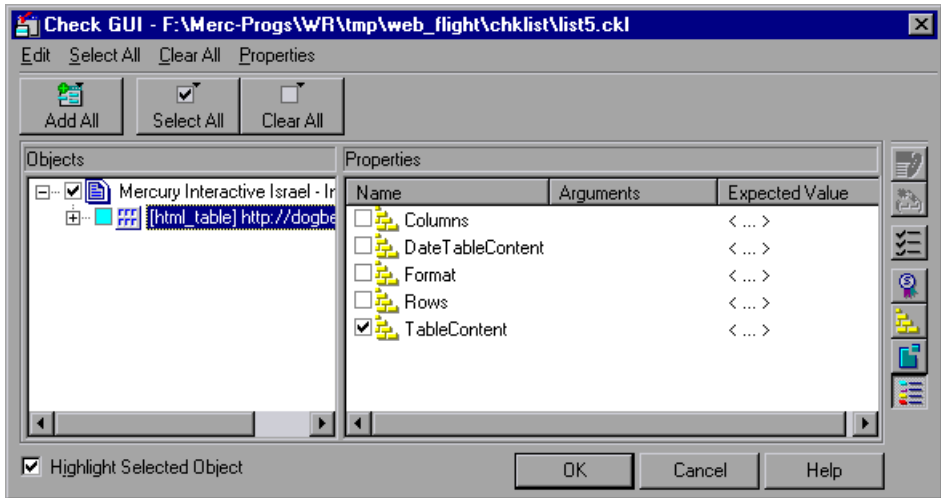 Check GUI - F:\Merc-Progs\WR\tmp\web_flight\chklist\list5.ckl
Edit Select All Clear All Properties
Add All Select All Clear All
Objects Properties
Mercury Interactive Israel - Ir
[html_table] http://dogbe
Name Arguments Expected Value
Columns < ... >
DateTableContent < ... >
Format < ... >
Rows < ... >
TableContent < ... >
Highlight Selected Object OK Cancel Help